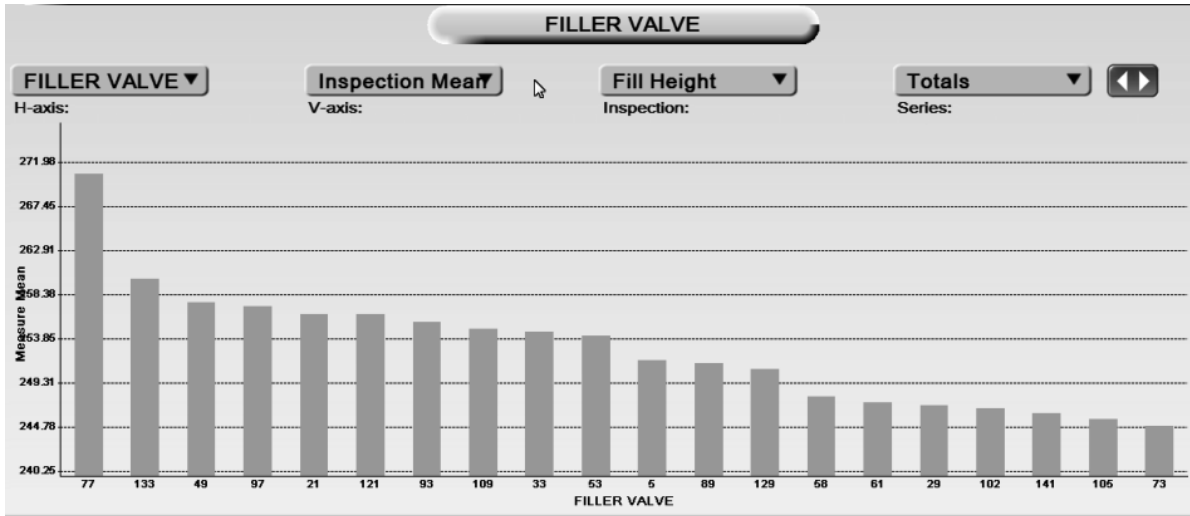 FILLER VALVE
FILLER VALVE Inspection Mean Fill Height Totals
H-axis: V-axis: Inspection: Series:
271.98
267.45
262.91
258.38
253.85
249.31
244.78
240.25
Measure Mean
77 133 49 97 21 121 93 109 33 53 5 89 129 58 61 29 102 141 105 73
FILLER VALVE